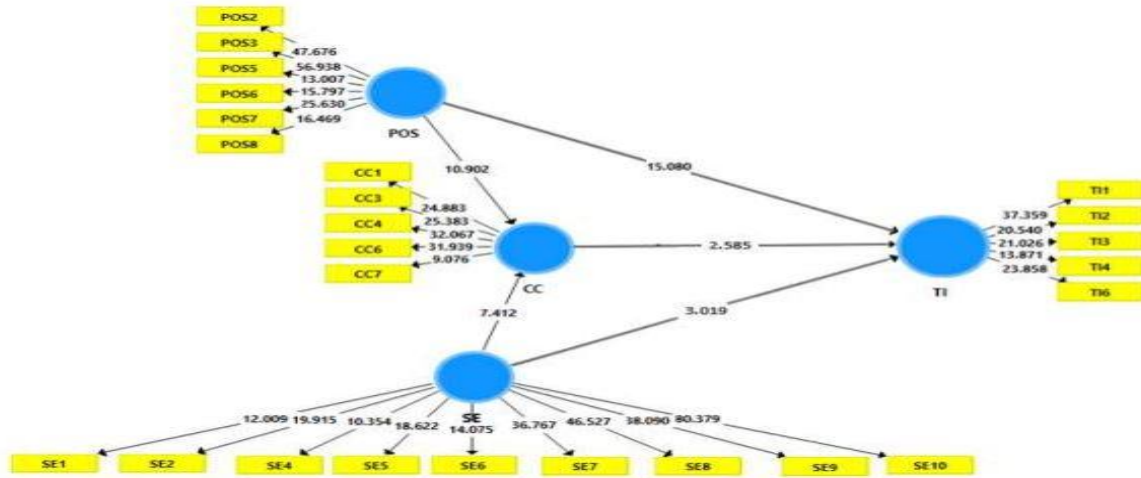 POS2
POS3
POS5
POS6
POS7
POS8
47.676
56.938
13.007
15.797
25.630
16.469
POS
10.902
15.080
CC1
CC3
CC4
CC6
CC7
24.883
25.383
32.067
31.939
9.076
CC
2.585
7.412
3.019
TI1
TI2
TI3
TI4
TI6
37.359
20.540
21.026
13.871
23.858
TI
SE
12.009
19.915
10.354
18.622
14.075
36.767
46.527
38.090
80.379
SE1
SE2
SE4
SE5
SE6
SE7
SE8
SE9
SE10